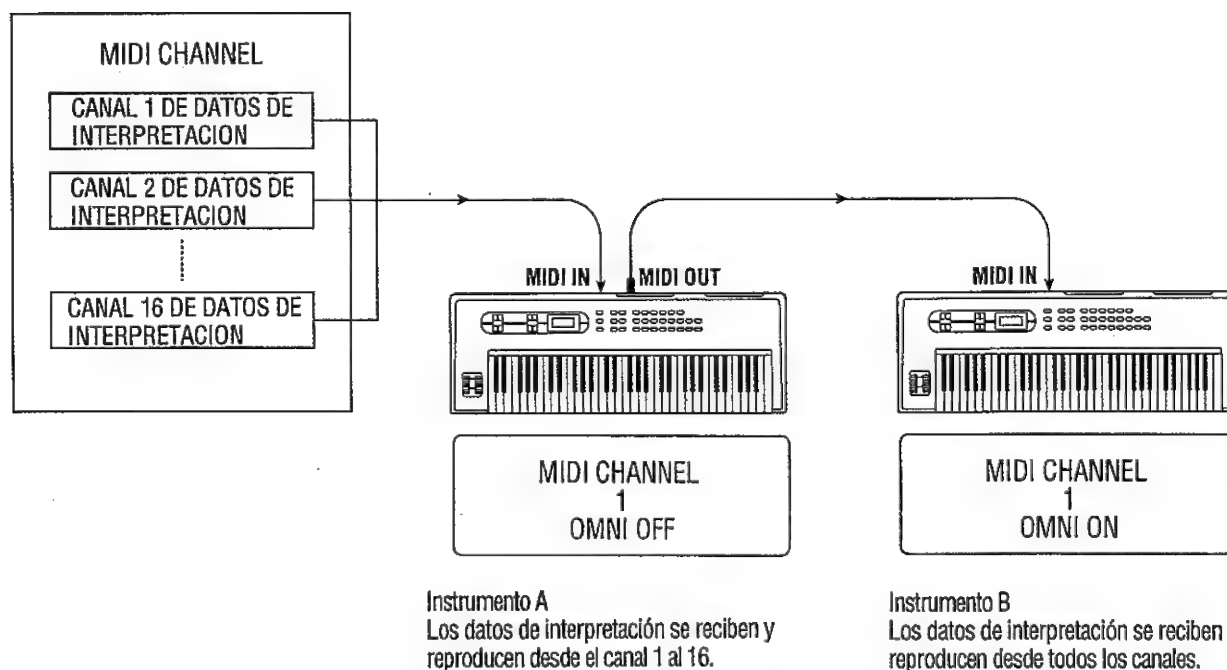 MIDI CHANNEL
CANAL 1 DE DATOS DE
INTERPRETACION
CANAL 2 DE DATOS DE
INTERPRETACION
CANAL 16 DE DATOS DE
INTERPRETACION
MIDI IN
MIDI OUT
MIDI IN
MIDI CHANNEL
1
OMNI OFF
MIDI CHANNEL
1
OMNI ON
Instrumento A
Los datos de interpretación se reciben y
reproducen desde el canal 1 al 16.
Instrumento B
Los datos de interpretación se reciben
reproducen desde todos los canales.